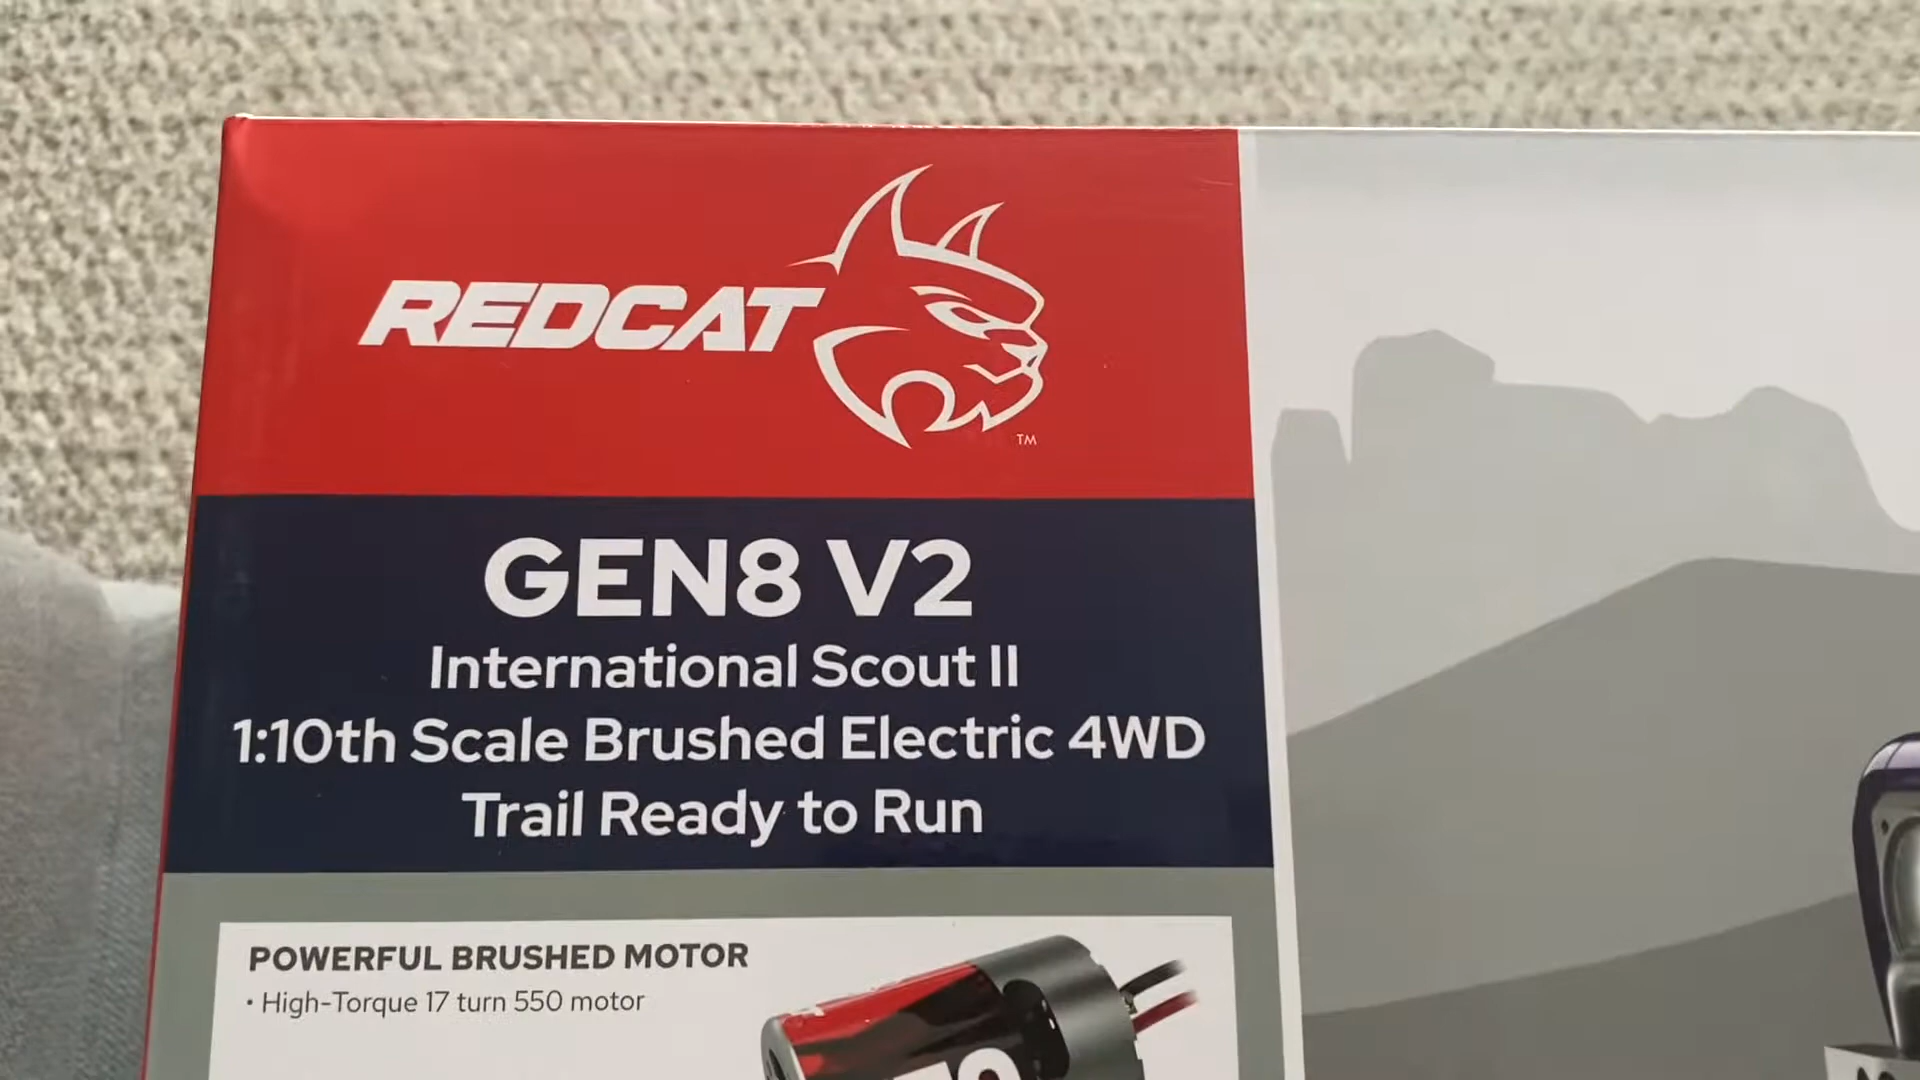 REDCAT
TM
GEN8 V2
International Scout II
1:10th Scale Brushed Electric 4WD
Trail Ready to Run
POWERFUL BRUSHED MOTOR
• High-Torque 17 turn 550 motor